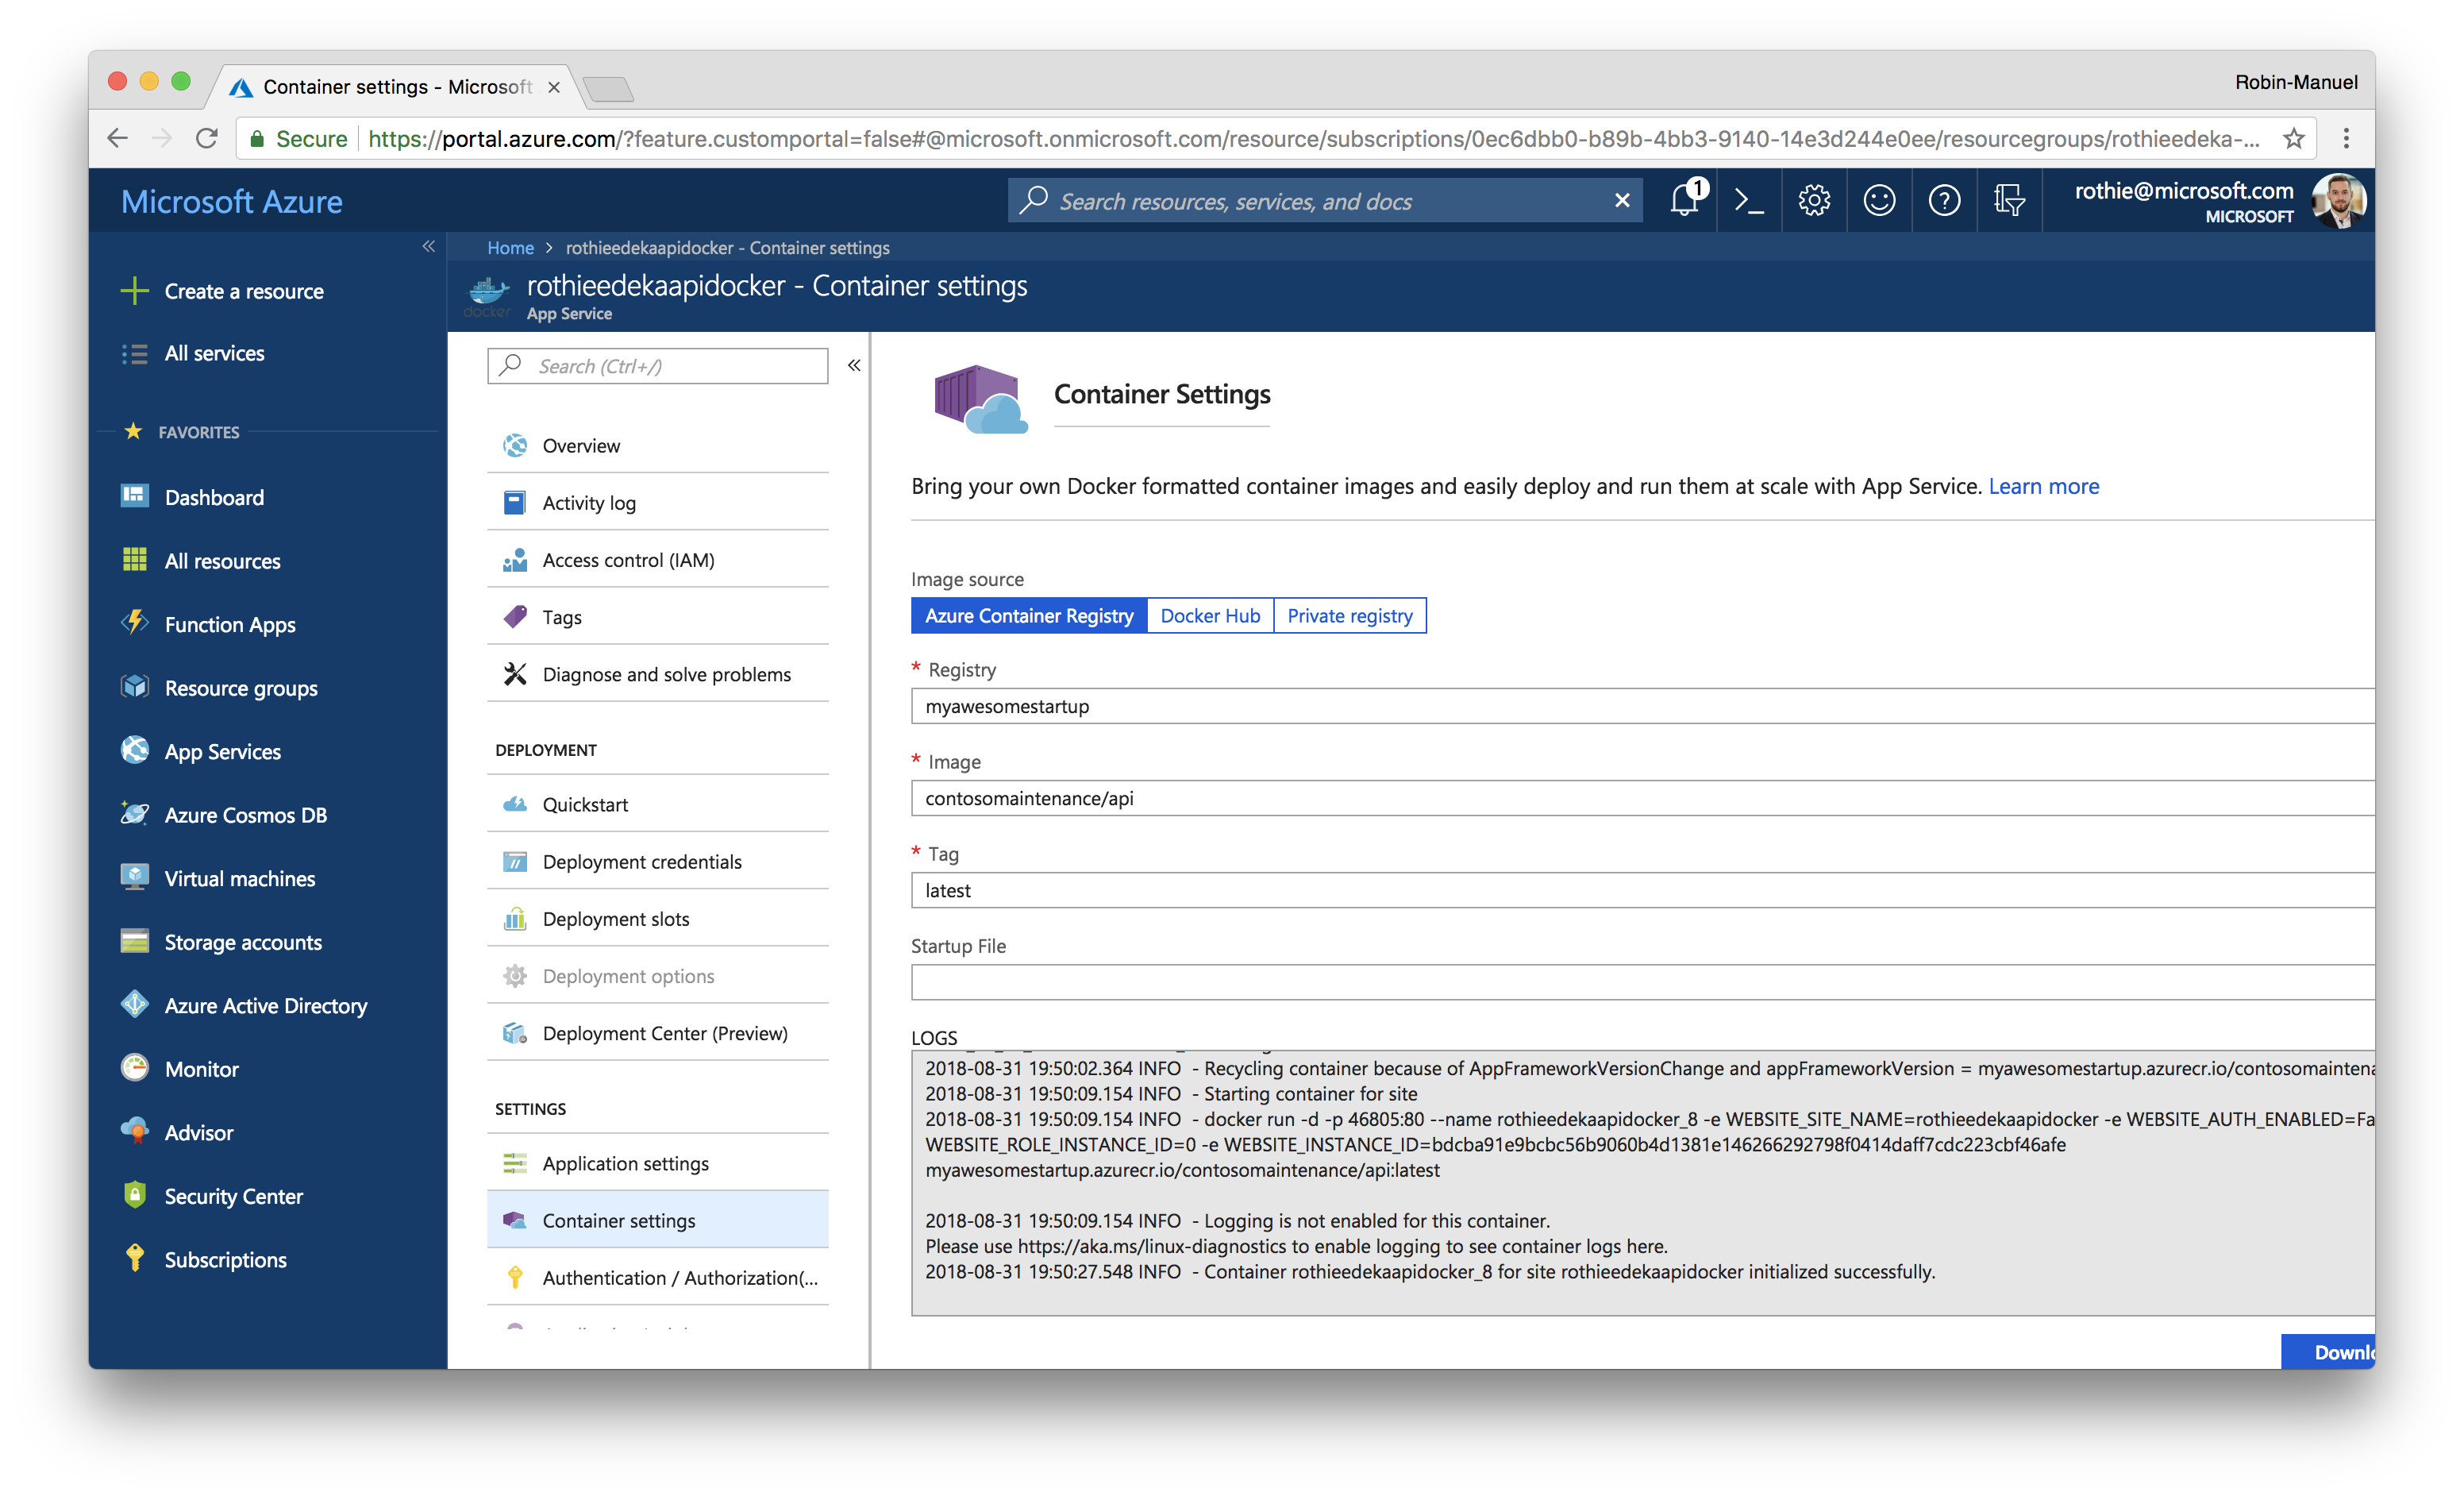 Container settings - Microsoft
Robin-Manuel
Secure
https://portal.azure.com/?feature.customportal=false#@microsoft.onmicrosoft.com/resource/subscriptions/0ec6dbb0-b89b-4bb3-9140-14e3d244e0ee/resourcegroups/rothieedeka-...
Microsoft Azure
Search resources, services, and docs
1
rothie@microsoft.com
MICROSOFT
Home > rothieedekaapidocker - Container settings
docker
rothieedekaapidocker - Container settings
App Service
Create a resource
All services
FAVORITES
Dashboard
All resources
Function Apps
Resource groups
App Services
Azure Cosmos DB
Virtual machines
Storage accounts
Azure Active Directory
Monitor
Advisor
Security Center
Subscriptions
Search (Ctrl+/)
Overview
Activity log
Access control (IAM)
Tags
Diagnose and solve problems
DEPLOYMENT
Quickstart
Deployment credentials
Deployment slots
Deployment options
Deployment Center (Preview)
SETTINGS
Application settings
Container settings
Authentication / Authorization(...
Container Settings
Bring your own Docker formatted container images and easily deploy and run them at scale with App Service. Learn more
Image source
Azure Container Registry
Docker Hub
Private registry
* Registry
myawesomestartup
* Image
contosomaintenance/api
* Tag
latest
Startup File
LOGS
2018-08-31 19:50:02.364 INFO - Recycling container because of AppFrameworkVersionChange and appFrameworkVersion = myawesomestartup.azurecr.io/contosomaintena
2018-08-31 19:50:09.154 INFO - Starting container for site
2018-08-31 19:50:09.154 INFO - docker run -d -p 46805:80 --name rothieedekaapidocker_8 -e WEBSITE_SITE_NAME=rothieedekaapidocker -e WEBSITE_AUTH_ENABLED=Fa
WEBSITE_ROLE_INSTANCE_ID=0 -e WEBSITE_INSTANCE_ID=bdcba91e9bcbc56b9060b4d1381e146266292798f0414daff7cdc223cbf46afe
myawesomestartup.azurecr.io/contosomaintenance/api:latest
2018-08-31 19:50:09.154 INFO - Logging is not enabled for this container.
Please use https://aka.ms/linux-diagnostics to enable logging to see container logs here.
2018-08-31 19:50:27.548 INFO - Container rothieedekaapidocker_8 for site rothieedekaapidocker initialized successfully.
Downlo